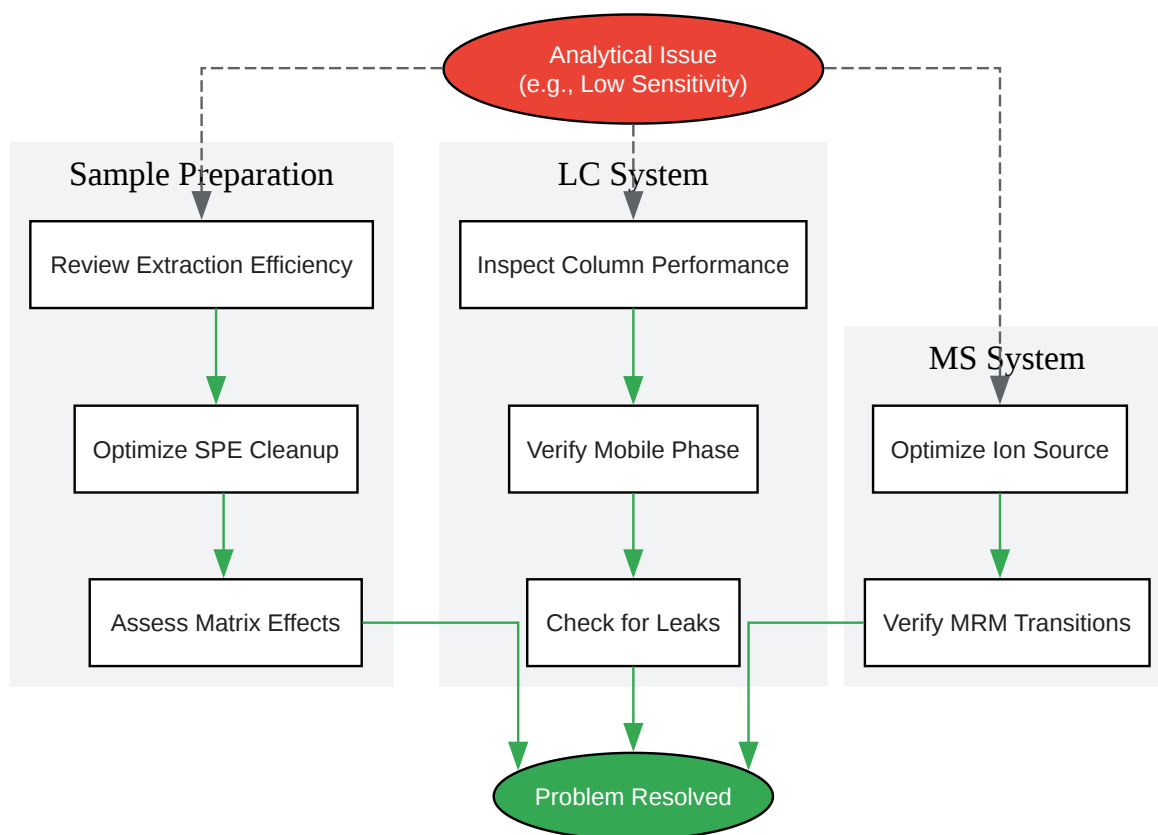 Analytical Issue
(e.g., Low Sensitivity)
Sample Preparation
Review Extraction Efficiency
Optimize SPE Cleanup
Assess Matrix Effects
LC System
Inspect Column Performance
Verify Mobile Phase
Check for Leaks
MS System
Optimize Ion Source
Verify MRM Transitions
Problem Resolved